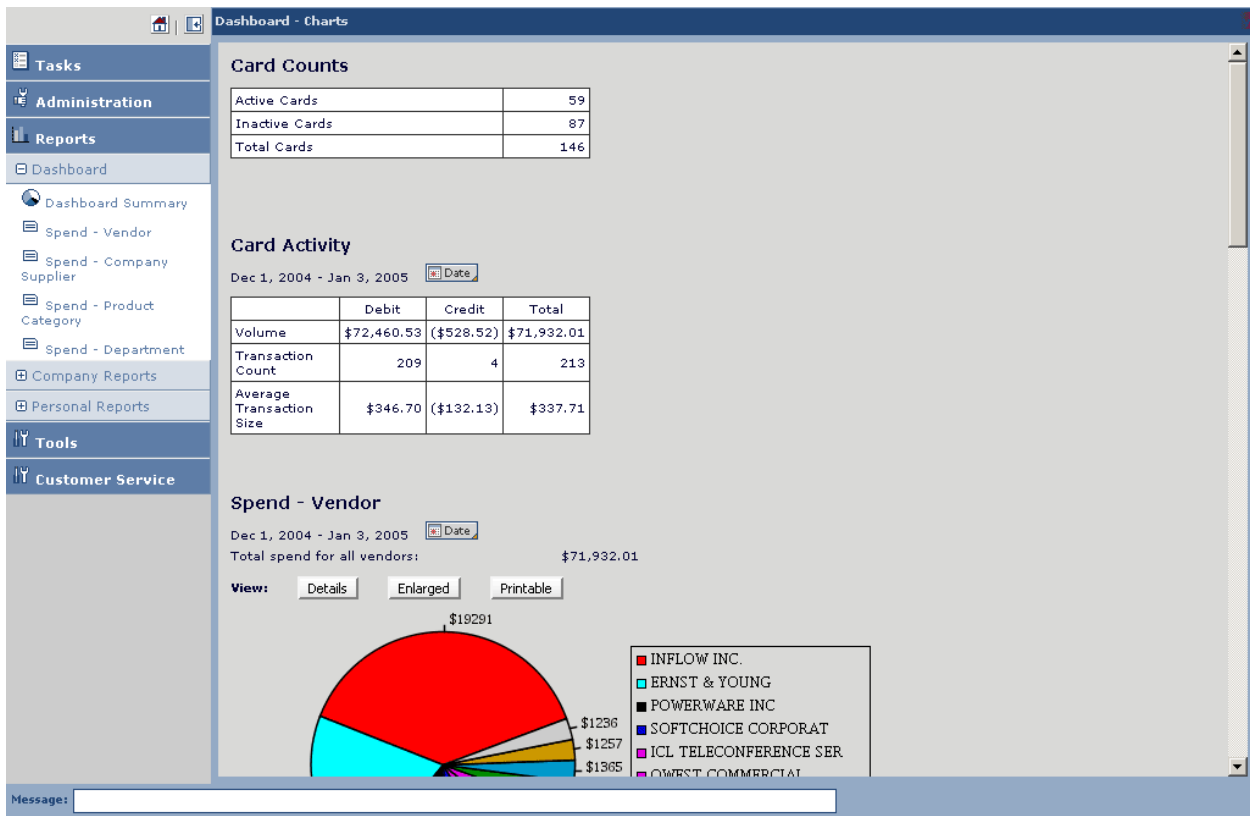 Dashboard - Charts
Tasks
Administration
Reports
Dashboard
Dashboard Summary
Spend - Vendor
Spend - Company
Supplier
Spend - Product
Category
Spend - Department
Company Reports
Personal Reports
Tools
Customer Service
Card Counts
Active Cards 59
Inactive Cards 87
Total Cards 146
Card Activity
Dec 1, 2004 - Jan 3, 2005 Date
Debit Credit Total
Volume $72,460.53 ($528.52) $71,932.01
Transaction
Count 209 4 213
Average
Transaction
Size $346.70 ($132.13) $337.71
Spend - Vendor
Dec 1, 2004 - Jan 3, 2005 Date
Total spend for all vendors: $71,932.01
View: Details Enlarged Printable
$19291
$1236
$1257
$1365
INFLOW INC.
ERNST & YOUNG
POWERWARE INC
SOFTCHOICE CORPORAT
ICL TELECONFERENCE SER
QWEST COMMERCIAL
Message: